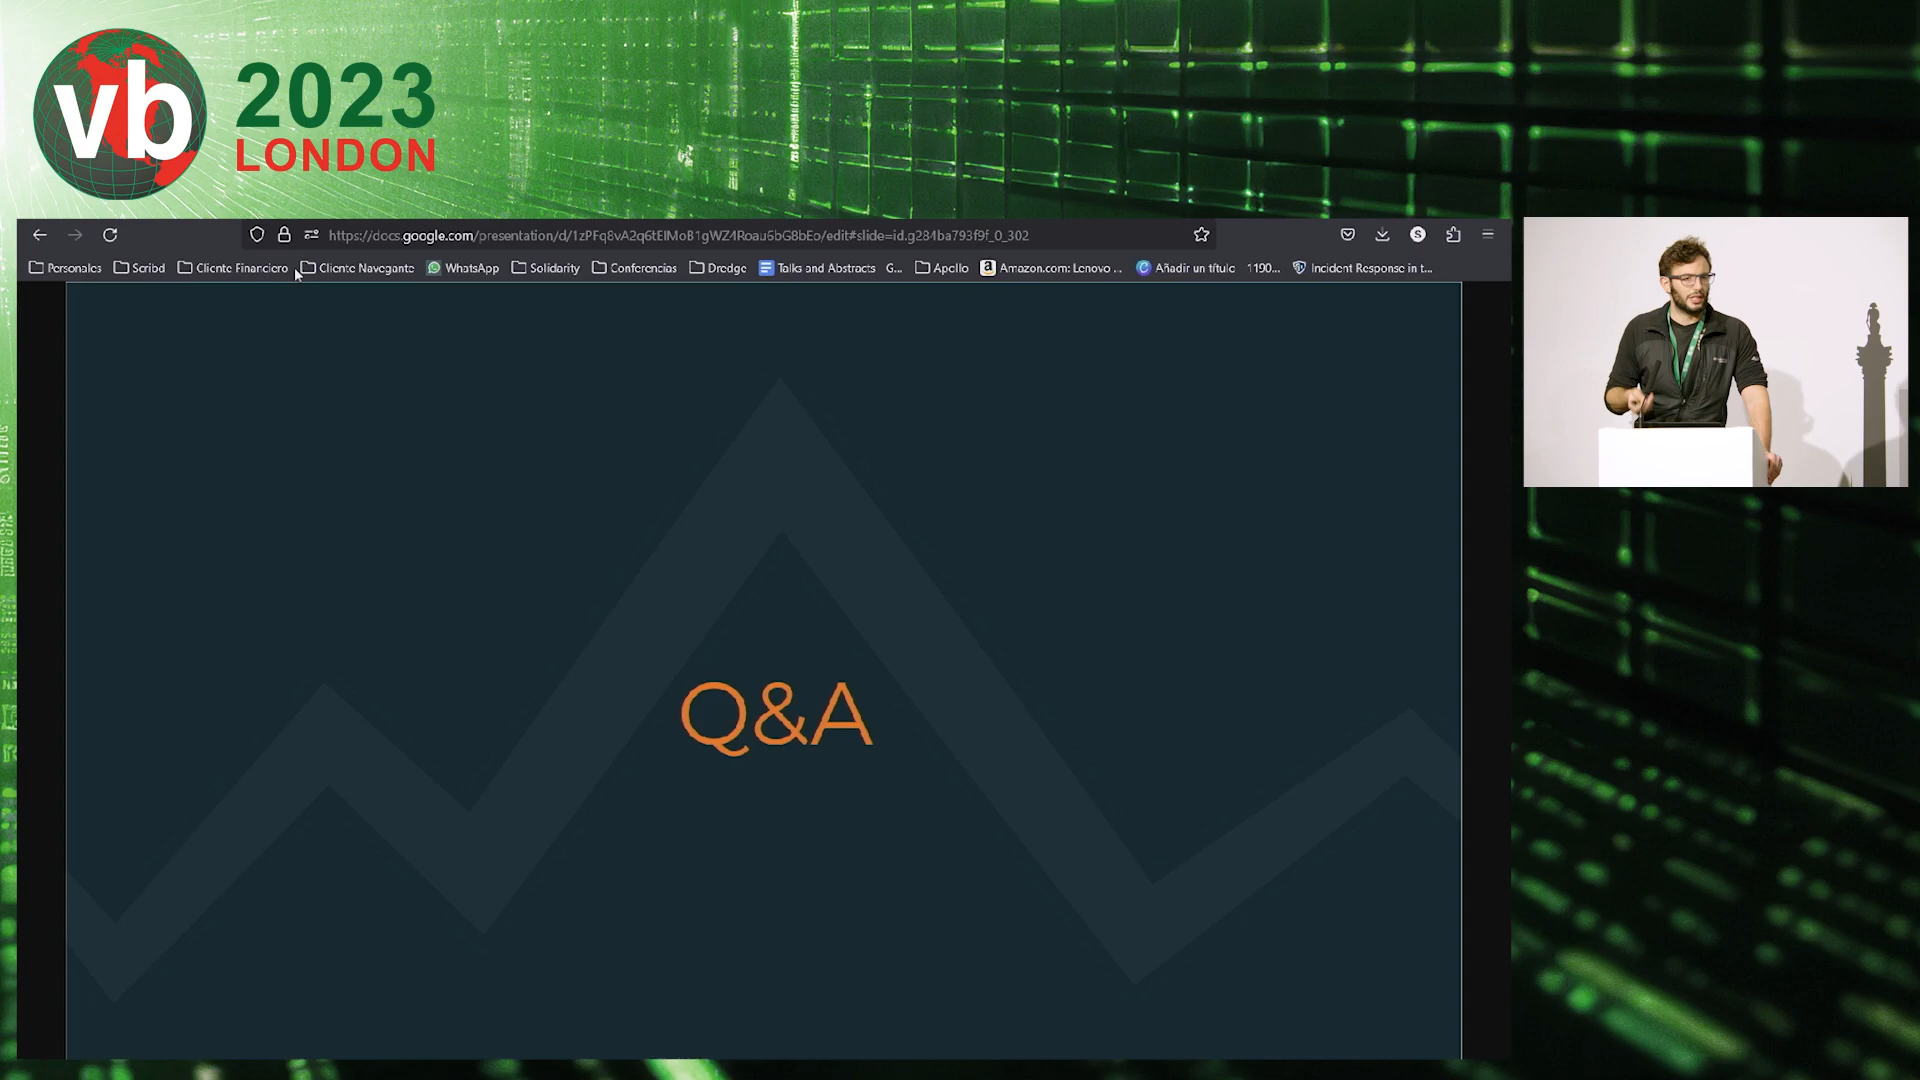 vb
2023
LONDON
https://docs.google.com/presentation/d/1zPFq8vA2q6tElMoB1gWZ4Roau6bG8bEo/edit#slide=id.g284ba793f9f_0_302
S
Personales
Scribd
Cliente Financiero
Cliente Navegante
WhatsApp
Solidarity
Conferencias
Dredge
Talks and Abstracts G...
Apollo
a Amazon.com: Lenovo ...
C Añadir un título 1190...
Incident Response in t...
Q&A